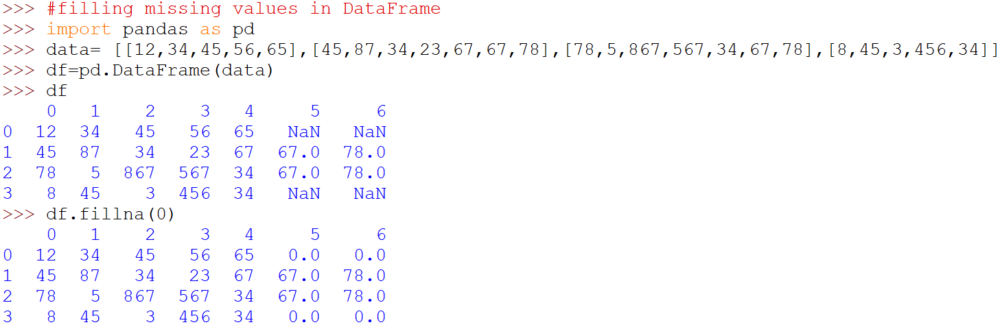 >>> #filling missing values in DataFrame
>>> import pandas as pd
>>> data= [[12,34,45,56,65],[45,87,34,23,67,67,78],[78,5,867,567,34,67,78],[8,45,3,456,34]]
>>> df=pd.DataFrame(data)
>>> df
    0   1    2    3   4     5     6
0  12  34   45   56  65   NaN   NaN
1  45  87   34   23  67  67.0  78.0
2  78   5  867  567  34  67.0  78.0
3   8  45    3  456  34   NaN   NaN
>>> df.fillna(0)
    0   1    2    3   4     5     6
0  12  34   45   56  65   0.0   0.0
1  45  87   34   23  67  67.0  78.0
2  78   5  867  567  34  67.0  78.0
3   8  45    3  456  34   0.0   0.0